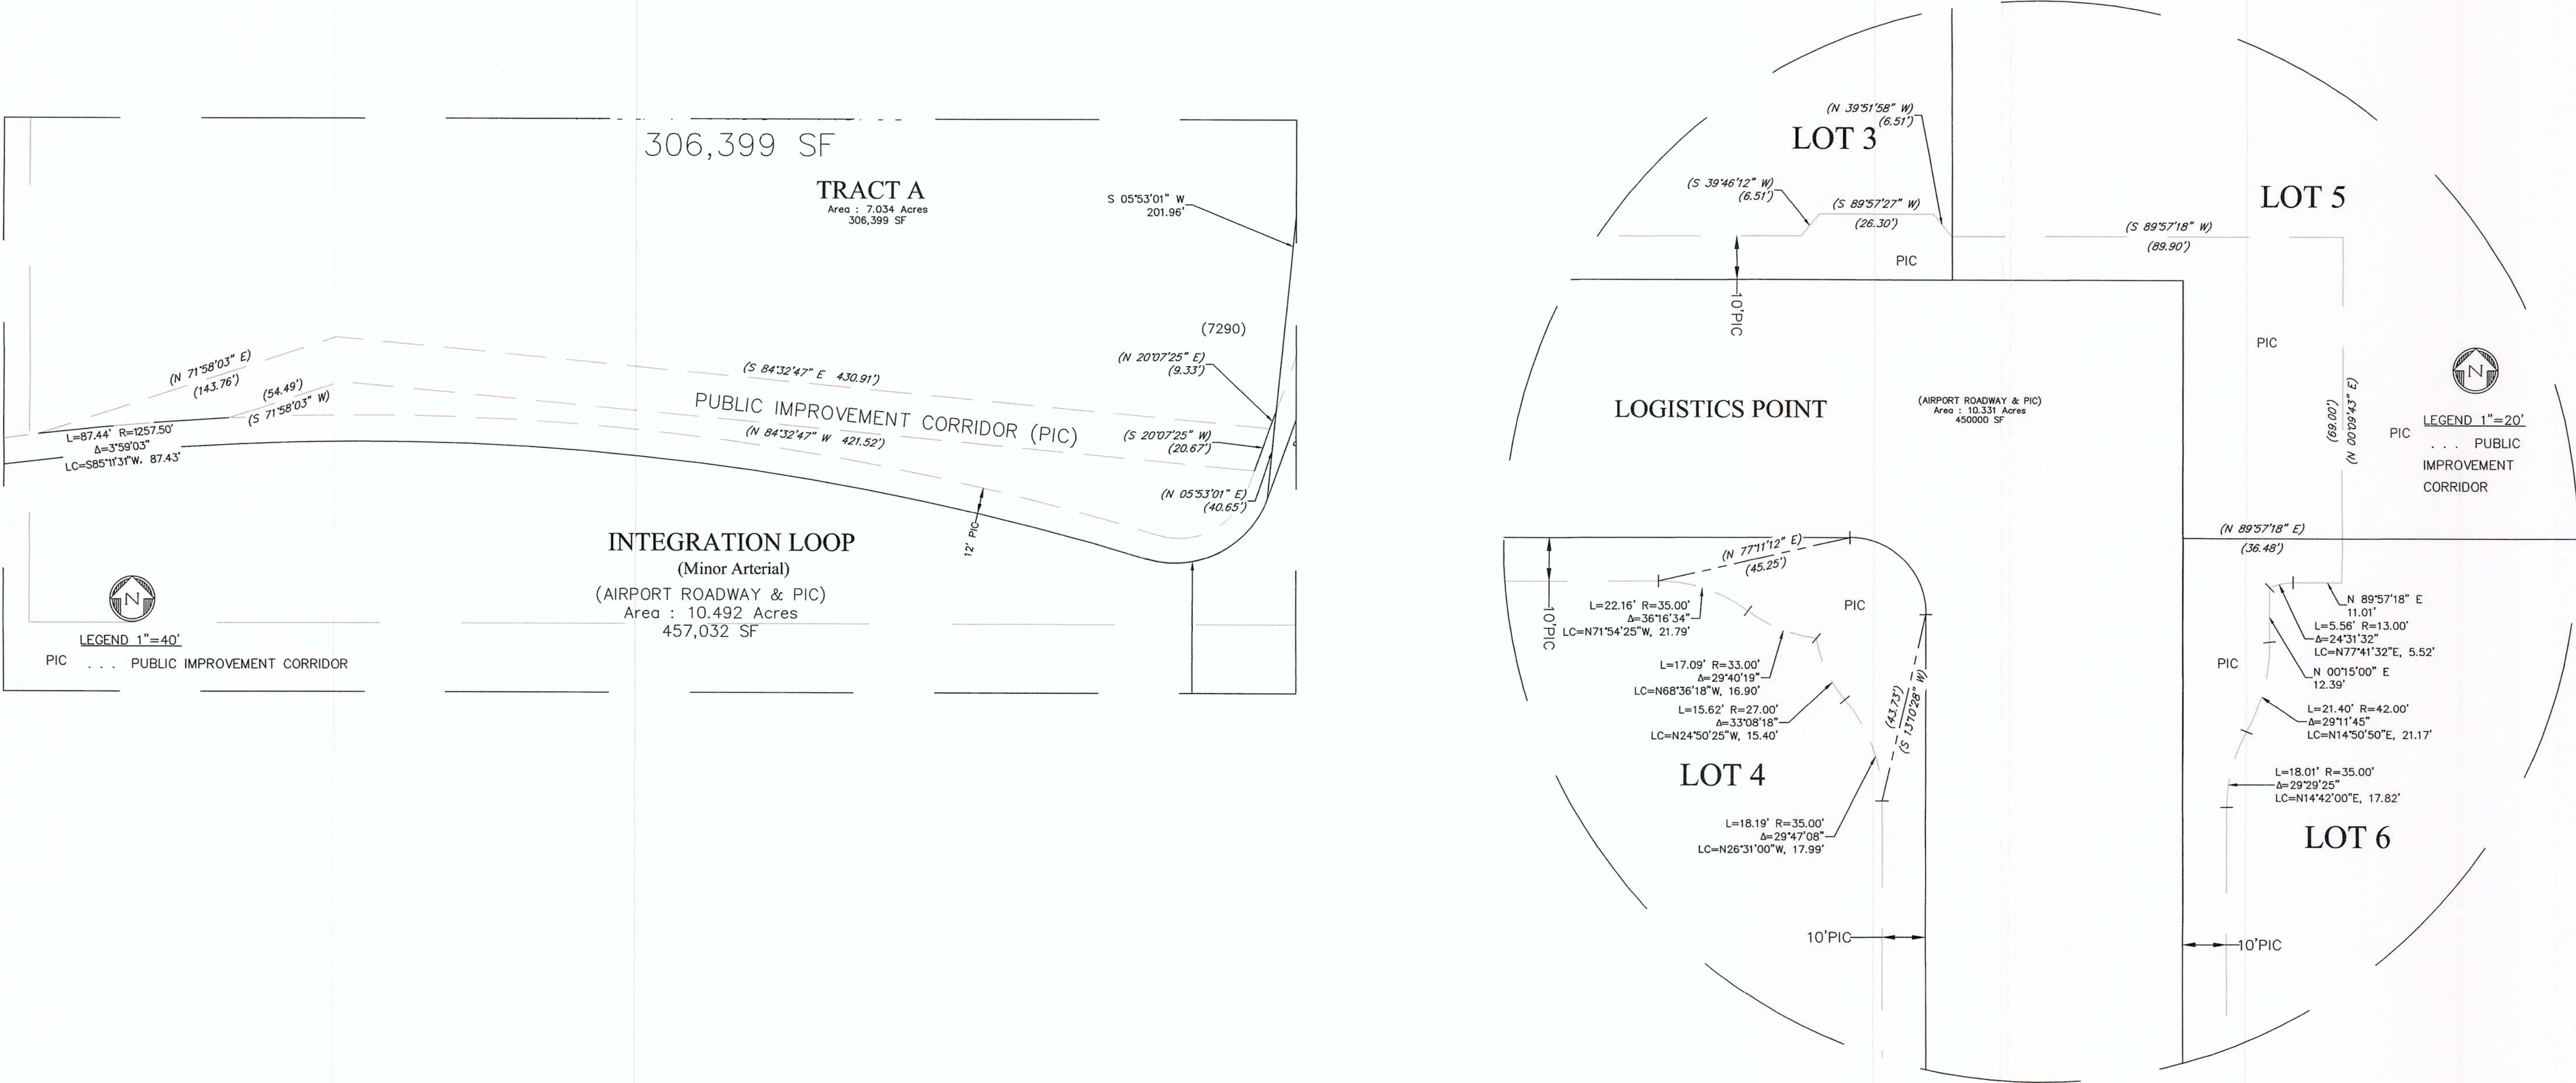 306,399 SF
TRACT A
Area : 7.034 Acres
306,399 SF
S 05°53'01" W
201.96'
(7290)
(N 71°58'03" E)
(143.76')
(54.49')
(S 71°58'03" W)
L=87.44' R=1257.50'
Δ=3°59'03"
LC=S85°11'31"W, 87.43'
(S 84°32'47" E 430.91')
PUBLIC IMPROVEMENT CORRIDOR (PIC)
(N 84°32'47" W 421.52')
(N 20°07'25" E)
(9.33')
(S 20°07'25" W)
(20.67')
(N 05°53'01" E)
(40.65')
12' PIC
INTEGRATION LOOP
(Minor Arterial)
(AIRPORT ROADWAY & PIC)
Area : 10.492 Acres
457,032 SF
N
LEGEND 1"=40'
PIC ... PUBLIC IMPROVEMENT CORRIDOR
(N 39°51'58" W)
(6.51')
LOT 3
(S 39°46'12" W)
(6.51')
(S 89°57'27" W)
(26.30')
PIC
10'PIC
LOT 5
(S 89°57'18" W)
(89.90')
PIC
(69.00')
(N 00°09'43" E)
N
LEGEND 1"=20'
PIC ... PUBLIC
IMPROVEMENT
CORRIDOR
LOGISTICS POINT
(AIRPORT ROADWAY & PIC)
Area : 10.331 Acres
450000 SF
(N 89°57'18" E)
(36.48')
(N 77°11'12" E)
(45.25')
10'PIC
PIC
L=22.16' R=35.00'
Δ=36°16'34"
LC=N71°54'25"W, 21.79'
L=17.09' R=33.00'
Δ=29°40'19"
LC=N68°36'18"W, 16.90'
L=15.62' R=27.00'
Δ=33°08'18"
LC=N24°50'25"W, 15.40'
(43.73')
(S 13°10'28" W)
LOT 4
L=18.19' R=35.00'
Δ=29°47'08"
LC=N26°31'00"W, 17.99'
10'PIC
N 89°57'18" E
11.01'
L=5.56' R=13.00'
Δ=24°31'32"
LC=N77°41'32"E, 5.52'
PIC
N 00°15'00" E
12.39'
L=21.40' R=42.00'
Δ=29°11'45"
LC=N14°50'50"E, 21.17'
L=18.01' R=35.00'
Δ=29°29'25"
LC=N14°42'00"E, 17.82'
LOT 6
10'PIC